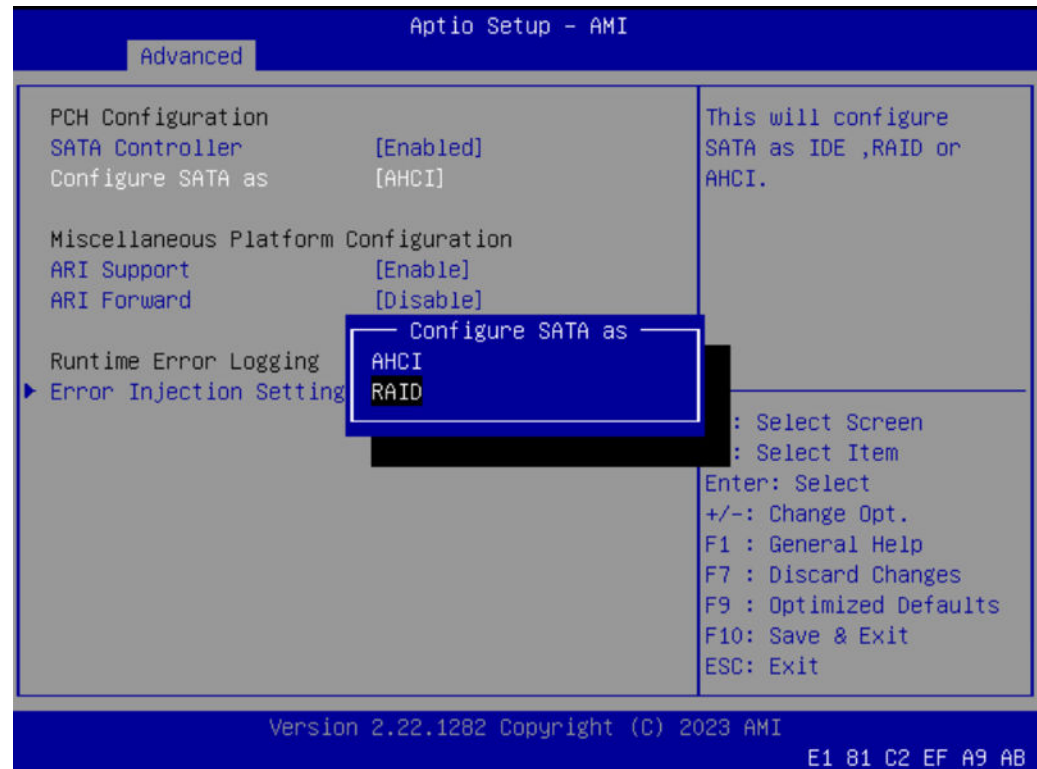 Aptio Setup – AMI
Advanced
PCH Configuration
SATA Controller [Enabled]
Configure SATA as [AHCI]
Miscellaneous Platform Configuration
ARI Support [Enable]
ARI Forward [Disable]
Runtime Error Logging
Error Injection Setting
Configure SATA as
AHCI
RAID
This will configure
SATA as IDE ,RAID or
AHCI.
: Select Screen
: Select Item
Enter: Select
+/-: Change Opt.
F1 : General Help
F7 : Discard Changes
F9 : Optimized Defaults
F10: Save & Exit
ESC: Exit
Version 2.22.1282 Copyright (C) 2023 AMI
E1 81 C2 EF A9 AB